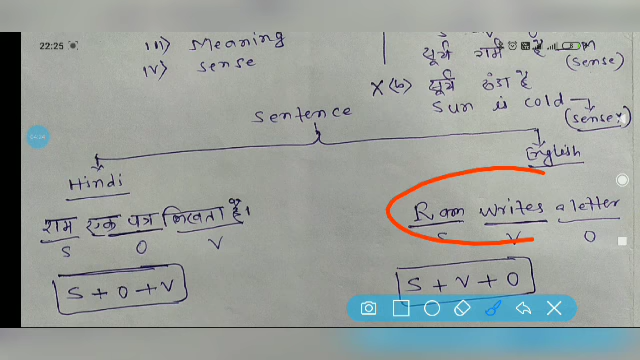 22:25
III) Meaning
IV) Sense
सूर्य गर्म है
(Sense)
X (b) सूर्य ठंडा है
Sun is cold → (Sense x)
Sentence
Hindi
English
राम एक पत्र लिखता है।
S O V
S + O + V
Ram writes a letter
S V O
S + V + O